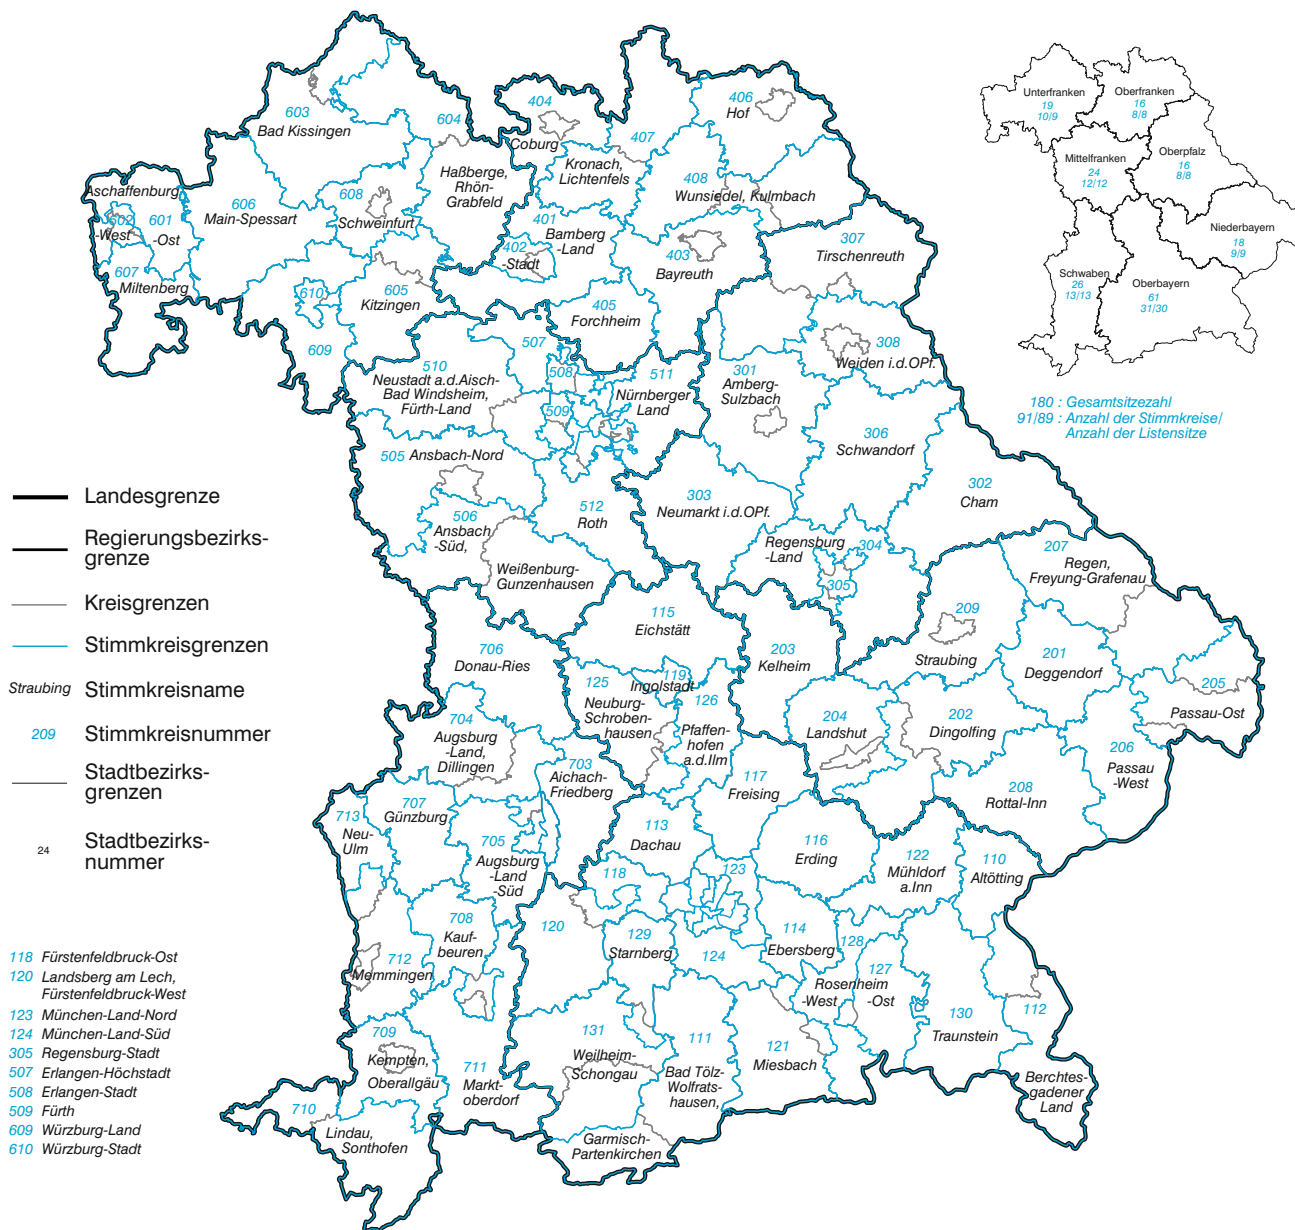 603
Bad Kissingen
604
404
Coburg
406
Hof
407
Haßberge,
Rhön-
Grabfeld
Kronach,
Lichtenfels
408
Wunsiedel, Kulmbach
Aschaffenburg
602
-West
601
-Ost
606
Main-Spessart
608
Schweinfurt
401
Bamberg
-Land
402
-Stadt
403
Bayreuth
307
Tirschenreuth
607
Miltenberg
610
605
Kitzingen
405
Forchheim
609
510
Neustadt a.d.Aisch-
Bad Windsheim,
Fürth-Land
507
508
509
511
Nürnberger
Land
301
Amberg-
Sulzbach
308
Weiden i.d.OPf.
505 Ansbach-Nord
506
Ansbach
-Süd,
512
Roth
303
Neumarkt i.d.OPf.
306
Schwandorf
302
Cham
Weißenburg-
Gunzenhausen
Regensburg
-Land
304
305
207
Regen,
Freyung-Grafenau
115
Eichstätt
203
Kelheim
209
Straubing
201
Deggendorf
205
Passau-Ost
706
Donau-Ries
125
Neuburg-
Schroben-
hausen
119
Ingolstadt
126
Pfaffen-
hofen
a.d.Ilm
204
Landshut
202
Dingolfing
206
Passau
-West
704
Augsburg
-Land,
Dillingen
703
Aichach-
Friedberg
117
Freising
208
Rottal-Inn
713
Neu-
Ulm
707
Günzburg
705
Augsburg
-Land
-Süd
113
Dachau
116
Erding
122
Mühldorf
a.Inn
110
Altötting
118
123
120
708
Kauf-
beuren
129
Starnberg
124
114
Ebersberg
128
Rosenheim
-West
127
-Ost
712
Memmingen
130
Traunstein
112
Berchtes-
gadener
Land
709
Kempten,
Oberallgäu
711
Markt-
oberdorf
131
Weilheim-
Schongau
111
Bad Tölz-
Wolfrats-
hausen,
121
Miesbach
710
Lindau,
Sonthofen
Garmisch-
Partenkirchen
Unterfranken
19
10/9
Oberfranken
16
8/8
Mittelfranken
24
12/12
Oberpfalz
16
8/8
Niederbayern
18
9/9
Schwaben
26
13/13
Oberbayern
61
31/30
180 : Gesamtsitzezahl
91/89 : Anzahl der Stimmkreise/
Anzahl der Listensitze
Landesgrenze
Regierungsbezirks-
grenze
Kreisgrenzen
Stimmkreisgrenzen
Straubing Stimmkreisname
209 Stimmkreisnummer
Stadtbezirks-
grenzen
24 Stadtbezirks-
nummer
118 Fürstenfeldbruck-Ost
120 Landsberg am Lech,
Fürstenfeldbruck-West
123 München-Land-Nord
124 München-Land-Süd
305 Regensburg-Stadt
507 Erlangen-Höchstadt
508 Erlangen-Stadt
509 Fürth
609 Würzburg-Land
610 Würzburg-Stadt